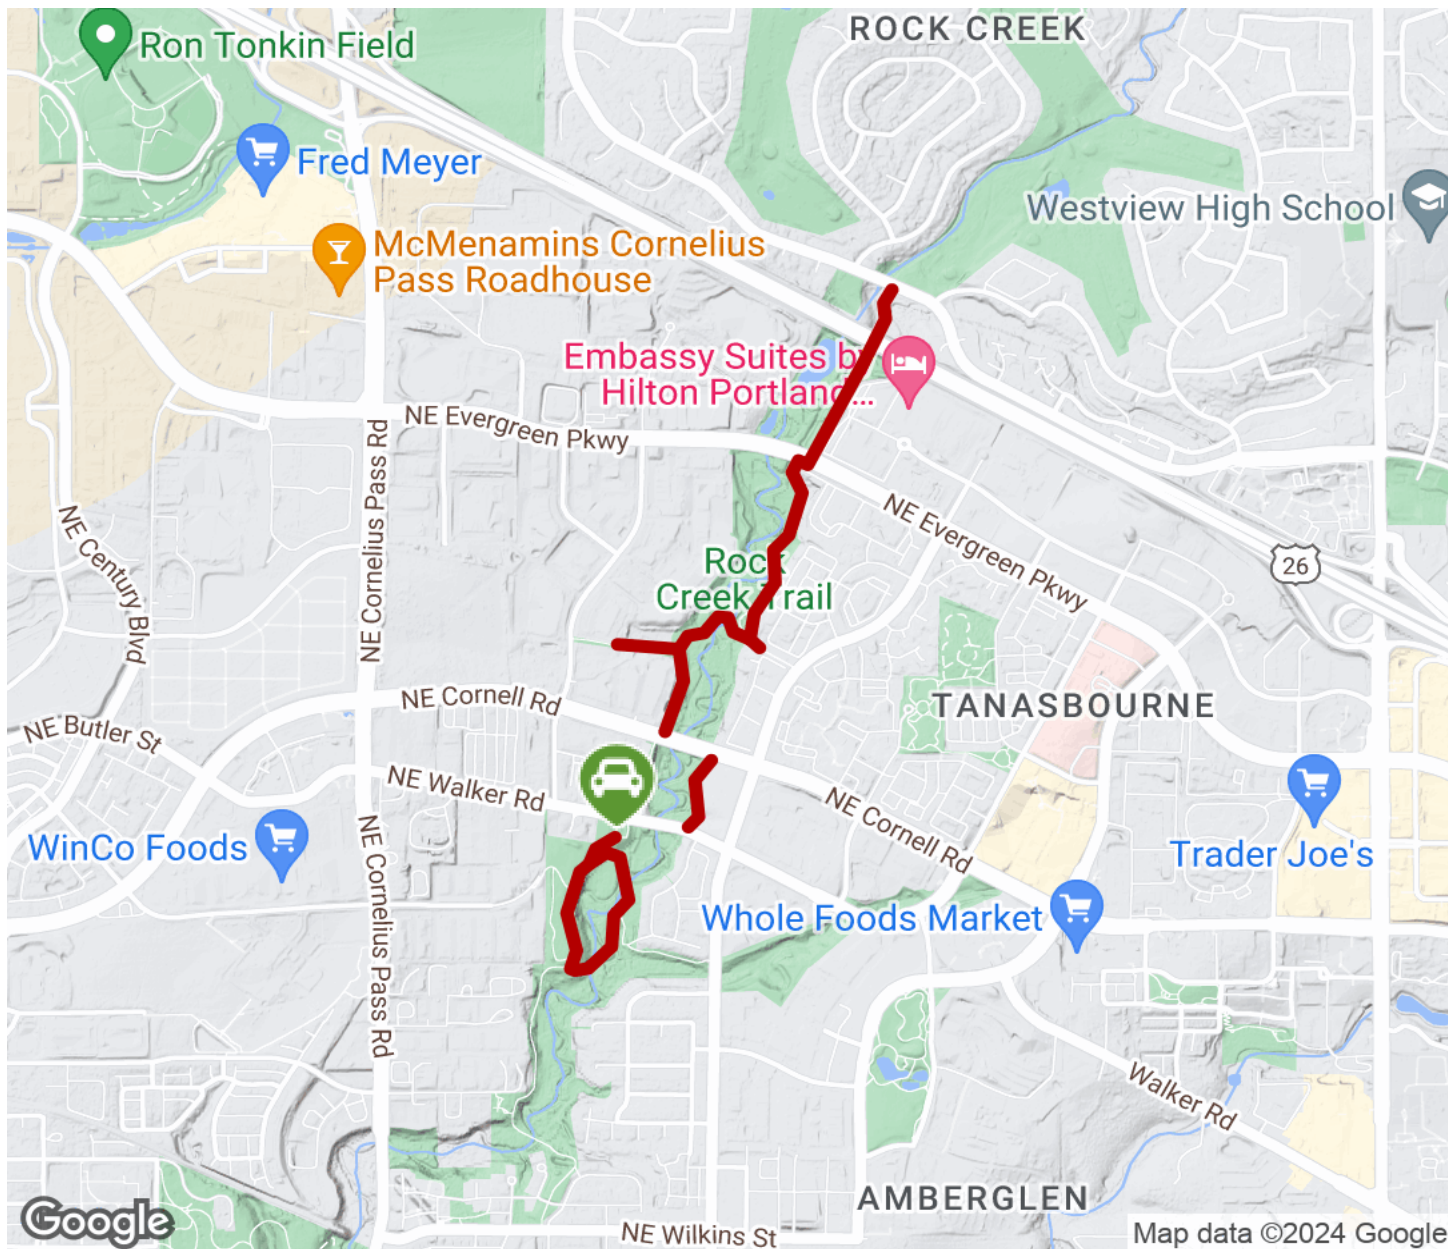 ROCK CREEK
Ron Tonkin Field
Fred Meyer
Westview High School
McMenamins Cornelius
Pass Roadhouse
Embassy Suites by
Hilton Portland...
NE Evergreen Pkwy
NE Cornelius Pass Rd
NE Century Blvd
NE Evergreen Pkwy
26
Rock
Creek Trail
NE Cornell Rd
TANASBOURNE
NE Butler St
NE Walker Rd
NE Cornell Rd
WinCo Foods
NE Cornelius Pass Rd
Trader Joe's
Whole Foods Market
Walker Rd
AMBERGLEN
Google
NE Wilkins St
Map data ©2024 Google